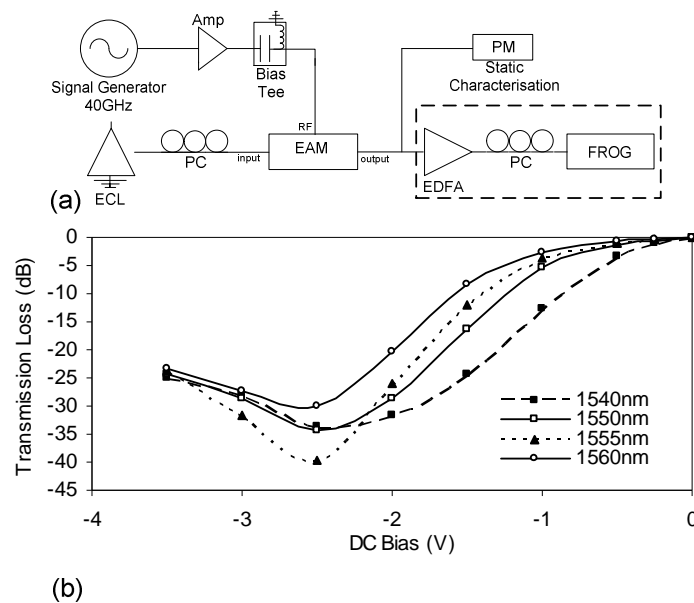 Amp
PM
Static
Characterisation
Signal Generator
40GHz
Bias
Tee
RF
PC
input
EAM
output
EDFA
PC
FROG
ECL
(a)
Transmission Loss (dB)
0
-5
-10
-15
-20
-25
-30
-35
-40
-45
1540nm
1550nm
1555nm
1560nm
-4
-3
-2
-1
0
DC Bias (V)
(b)